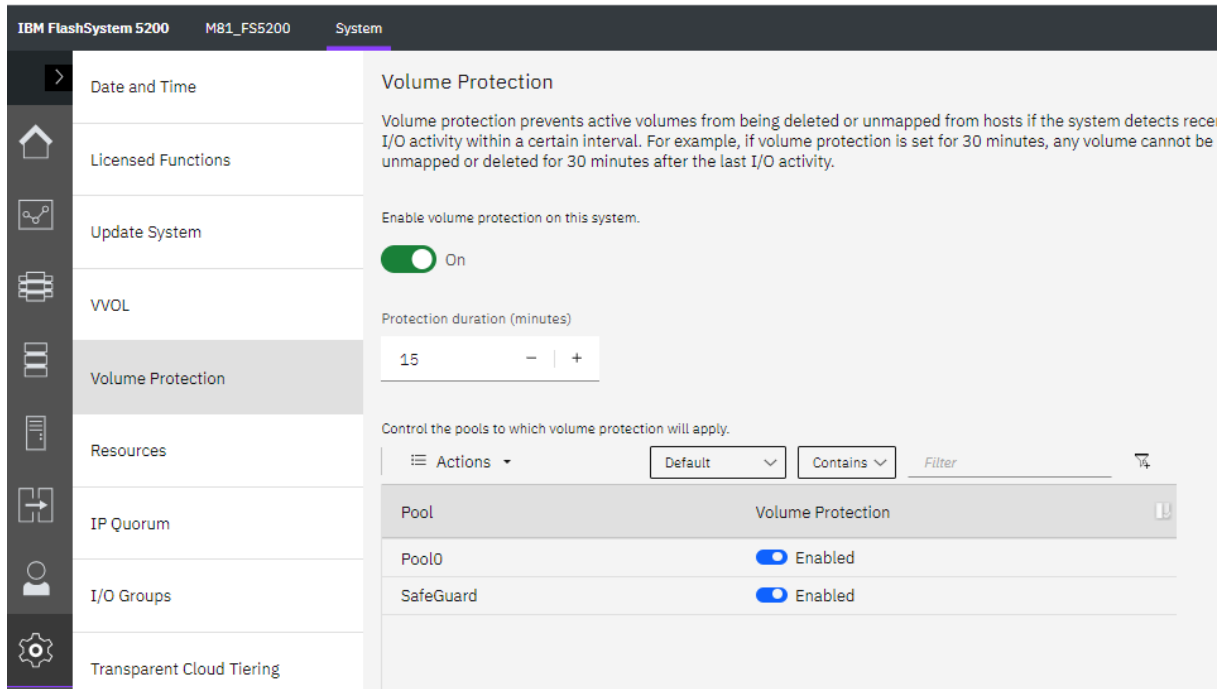 IBM FlashSystem 5200 M81_FS5200 System
Date and Time
Licensed Functions
Update System
VVOL
Volume Protection
Resources
IP Quorum
I/O Groups
Transparent Cloud Tiering
Volume Protection
Volume protection prevents active volumes from being deleted or unmapped from hosts if the system detects rece
I/O activity within a certain interval. For example, if volume protection is set for 30 minutes, any volume cannot be
unmapped or deleted for 30 minutes after the last I/O activity.
Enable volume protection on this system.
On
Protection duration (minutes)
15 − +
Control the pools to which volume protection will apply.
Actions Default Contains Filter
Pool Volume Protection
Pool0 Enabled
SafeGuard Enabled